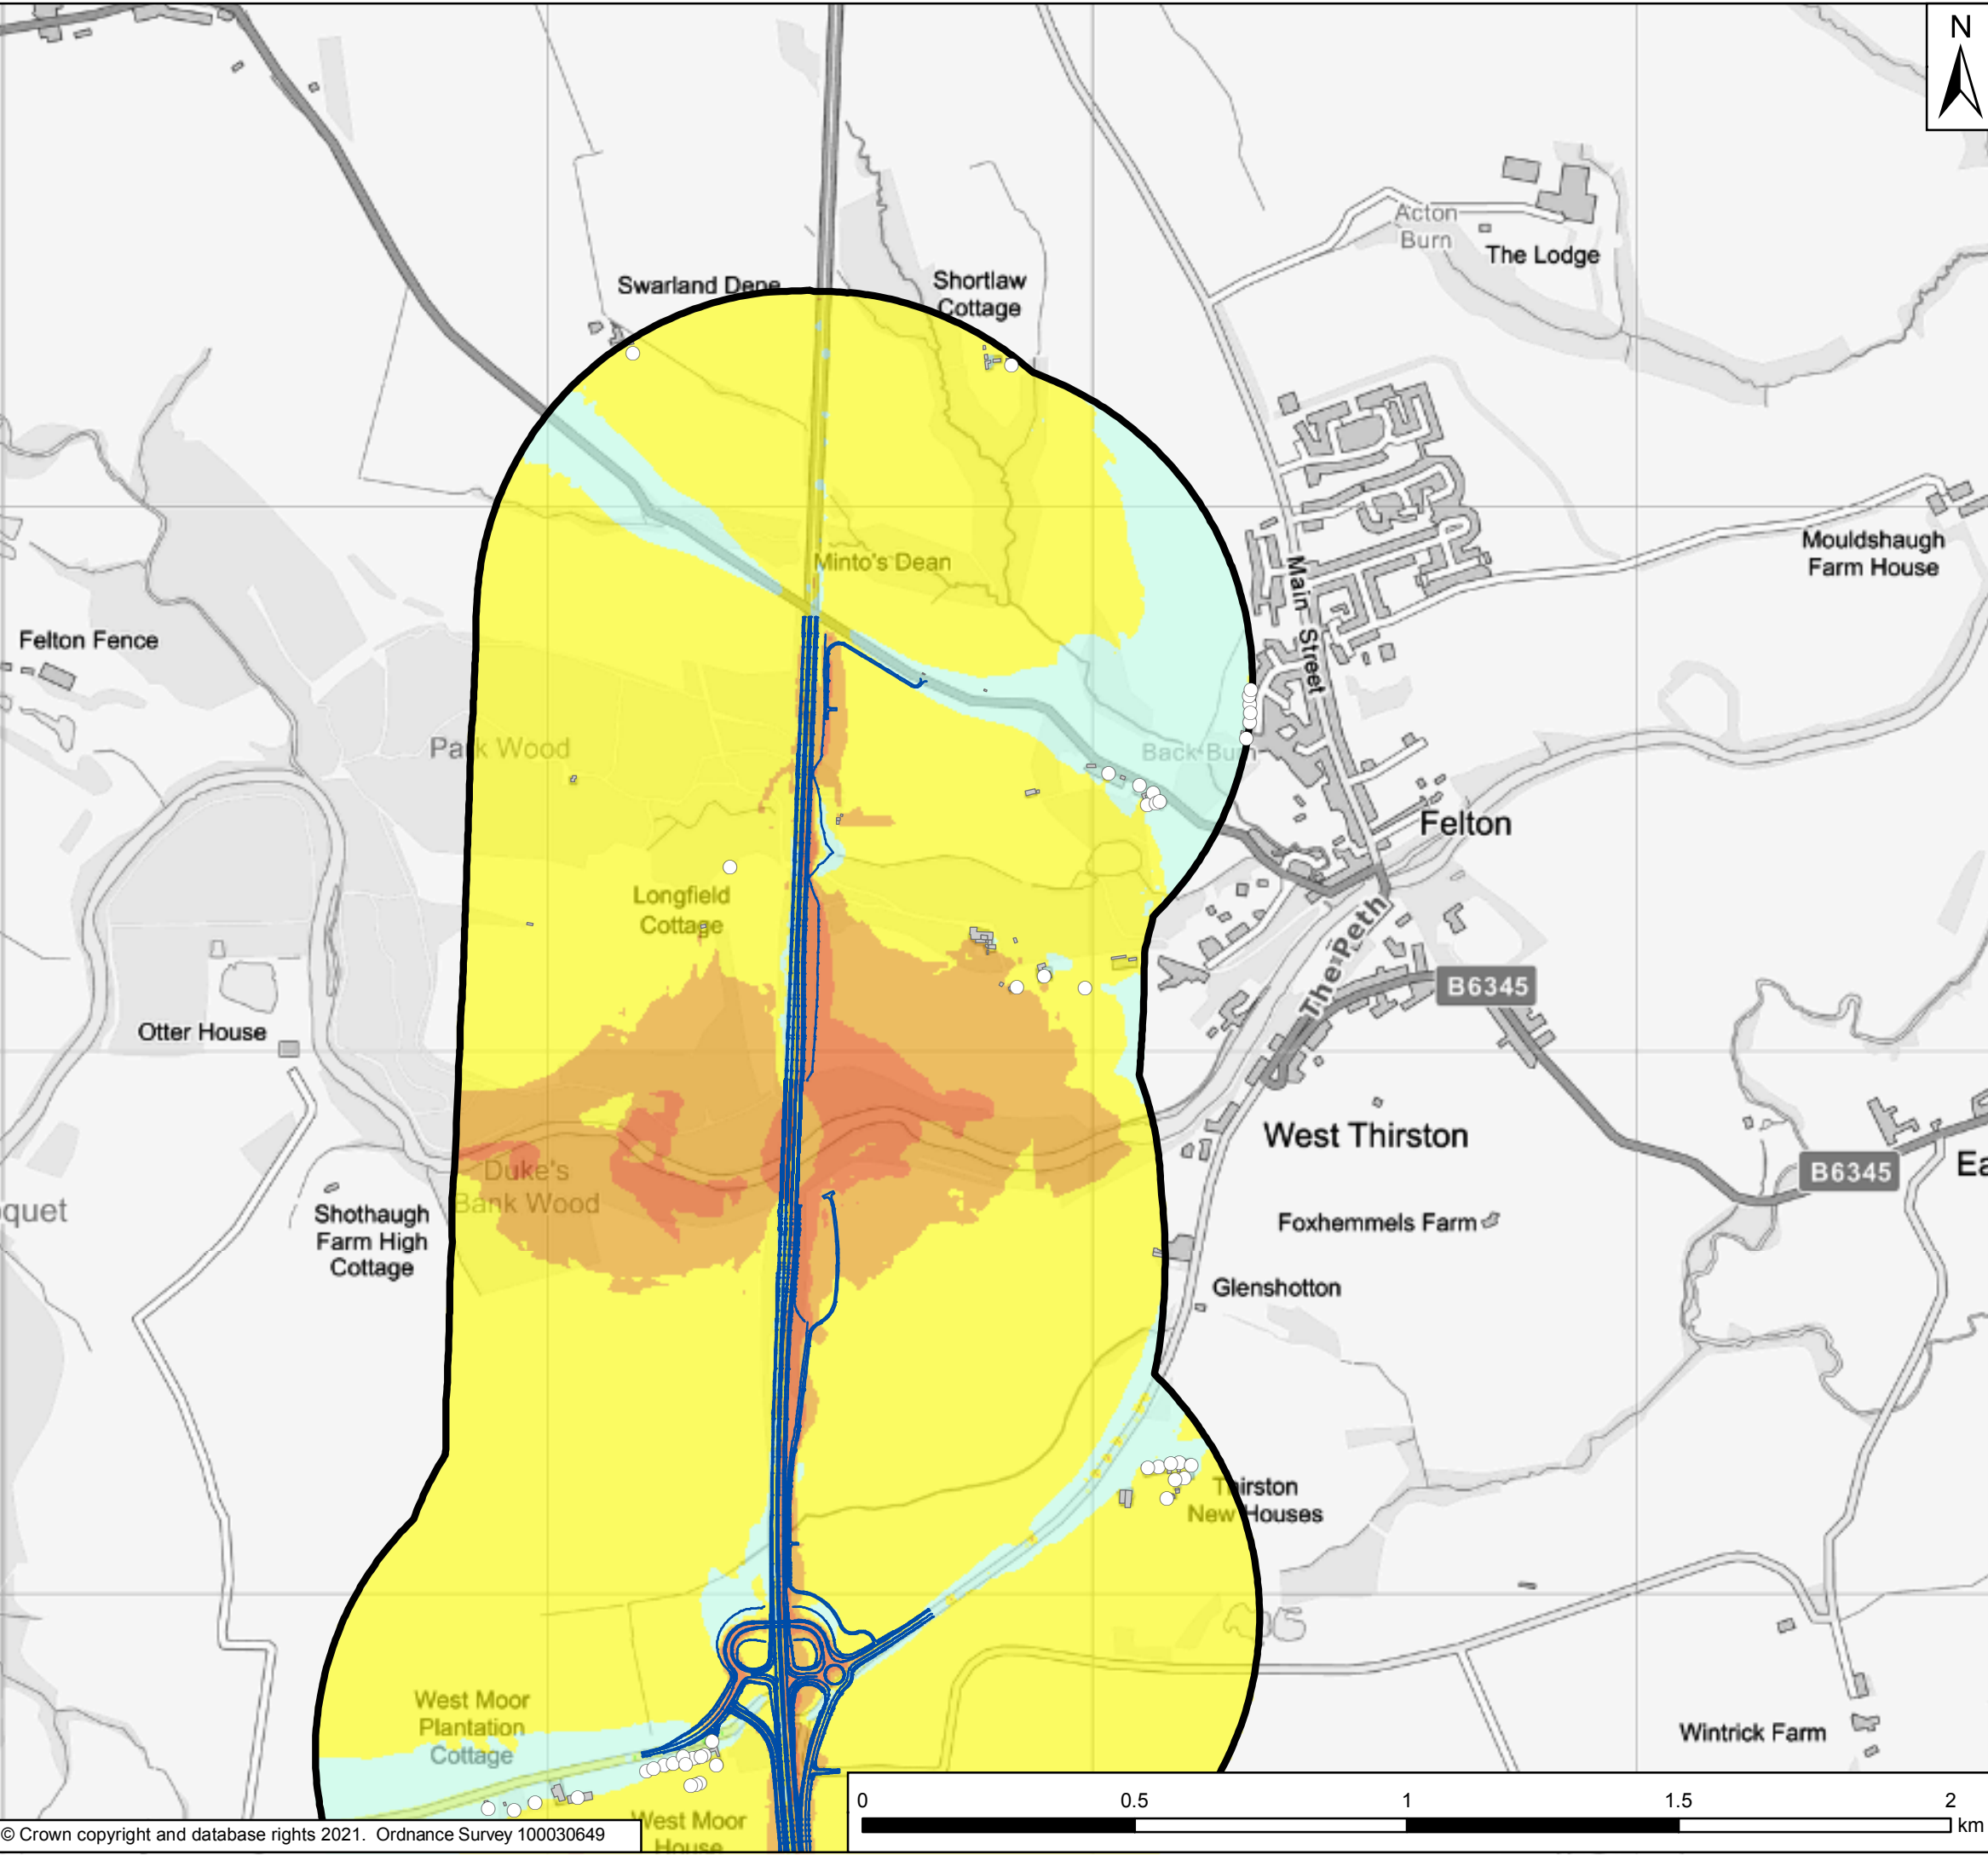 N
Acton
Burn
The Lodge
Swarland Dene
Shortlaw
Cottage
Mouldshaugh
Farm House
Minto's Dean
Main Street
Felton Fence
Park Wood
Back Burn
Felton
Longfield
Cottage
The Peth
B6345
Otter House
West Thirston
B6345
Duke's
Bank Wood
Shothaugh
Farm High
Cottage
Foxhemmels Farm
Glenshotton
Thirston
New Houses
West Moor
Plantation
Cottage
Wintrick Farm
West Moor
House
0 0.5 1 1.5 2
km
© Crown copyright and database rights 2021. Ordnance Survey 100030649